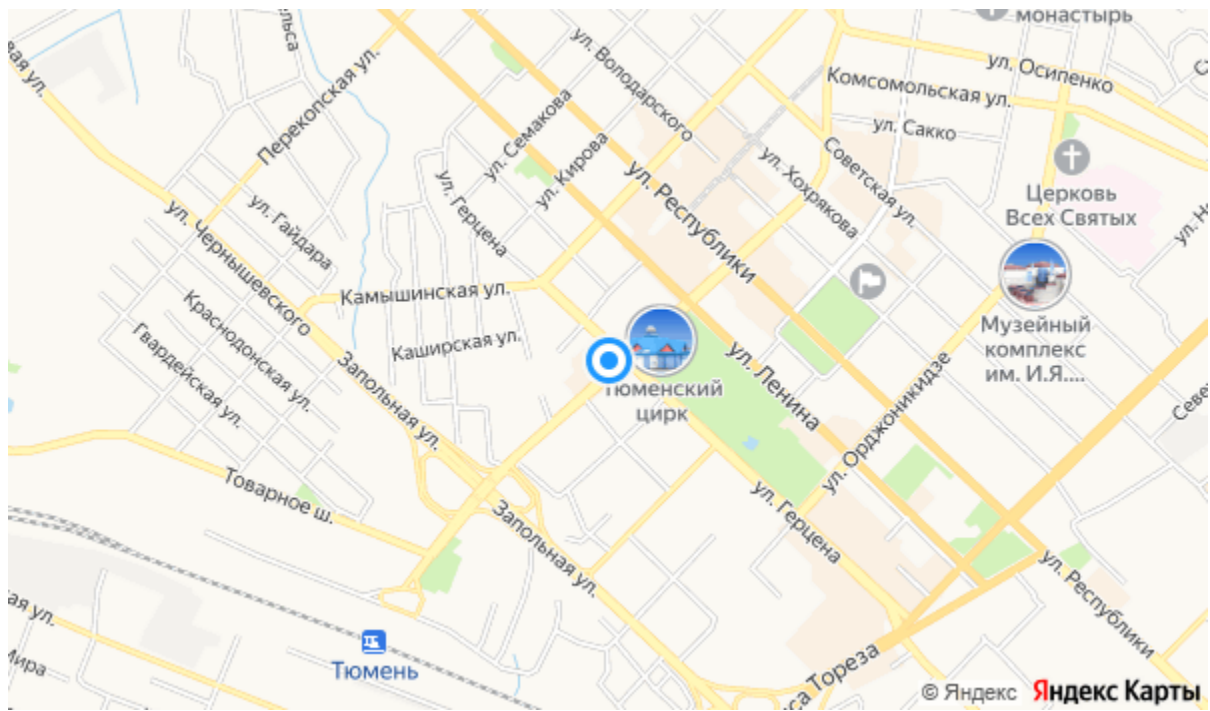 монастырь
ул. Осипенко
Комсомольская ул.
ул. Сакко
ул. Володарского
Перекопская ул.
ул. Семакова
ул. Кирова
ул. Герцена
ул. Республики
ул. Хохрякова
Советская ул.
Церковь
Всех Святых
ул. Гайдара
ул. Чернышевского
Камышинская ул.
Каширская ул.
Краснодонская ул.
Гвардейская ул.
Запольная ул.
Тюменский
цирк
ул. Ленина
Музейный
комплекс
им. И.Я....
ул. Орджоникидзе
Товарное ш.
Запольная ул.
ул. Герцена
ул. Республики
Тюмень
Мира
Тореза
© Яндекс Яндекс Карты